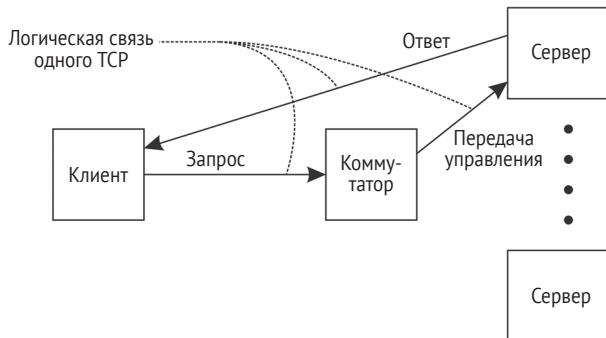 Логическая связь
одного TCP
Ответ
Сервер
Клиент
Запрос
Комму-
татор
Передача
управления
Сервер